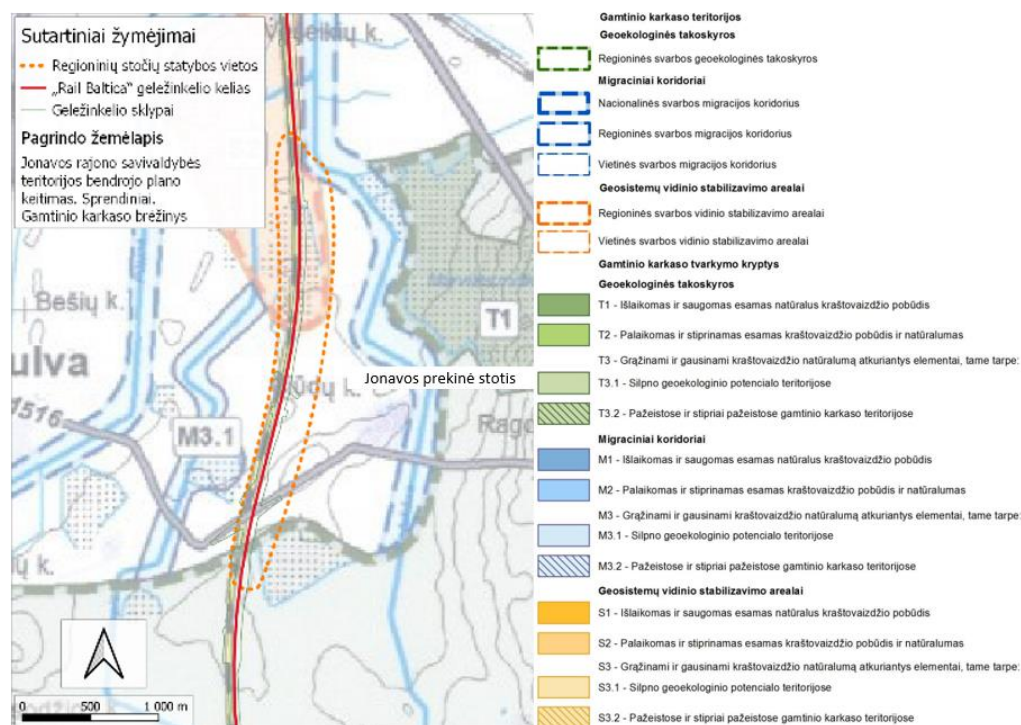 Sutartiniai žymėjimai
Regioninių stočių statybos vietos
„Rail Baltica" geležinkelio kelias
Geležinkelio sklypai
Pagrindo žemėlapis
Jonavos rajono savivaldybės
teritorijos bendrojo plano
keitimas. Sprendiniai.
Gamtinio karkaso brėžinys
Bešių k.
T1
ulva
Jonavos prekinė stotis
1516
M3.1
ūdų k.
Rago
ų k.
0 500 1 000 m
Gamtinio karkaso teritorijos
Geoekologinės takoskyros
Regioninės svarbos geoekologinės takoskyros
Migraciniai koridoriai
Nacionalinės svarbos migracijos koridorius
Regioninės svarbos migracijos koridorius
Vietinės svarbos migracijos koridorius
Geosistemų vidinio stabilizavimo arealai
Regioninės svarbos vidinio stabilizavimo arealai
Vietinės svarbos vidinio stabilizavimo arealai
Gamtinio karkaso tvarkymo kryptys
Geoekologinės takoskyros
T1 - Išlaikomas ir saugomas esamas natūralus kraštovaizdžio pobūdis
T2 - Palaikomas ir stiprinamas esamas kraštovaizdžio pobūdis ir natūralumas
T3 - Grąžinami ir gausinami kraštovaizdžio natūralumą atkuriantys elementai, tame tarpe:
T3.1 - Silpno geoekologinio potencialo teritorijose
T3.2 - Pažeistose ir stipriai pažeistose gamtinio karkaso teritorijose
Migraciniai koridoriai
M1 - Išlaikomas ir saugomas esamas natūralus kraštovaizdžio pobūdis
M2 - Palaikomas ir stiprinamas esamas kraštovaizdžio pobūdis ir natūralumas
M3 - Grąžinami ir gausinami kraštovaizdžio natūralumą atkuriantys elementai, tame tarpe:
M3.1 - Silpno geoekologinio potencialo teritorijose
M3.2 - Pažeistose ir stipriai pažeistose gamtinio karkaso teritorijose
Geosistemų vidinio stabilizavimo arealai
S1 - Išlaikomas ir saugomas esamas natūralus kraštovaizdžio pobūdis
S2 - Palaikomas ir stiprinamas esamas kraštovaizdžio pobūdis ir natūralumas
S3 - Grąžinami ir gausinami kraštovaizdžio natūralumą atkuriantys elementai, tame tarpe:
S3.1 - Silpno geoekologinio potencialo teritorijose
S3.2 - Pažeistose ir stipriai pažeistose gamtinio karkaso teritorijose